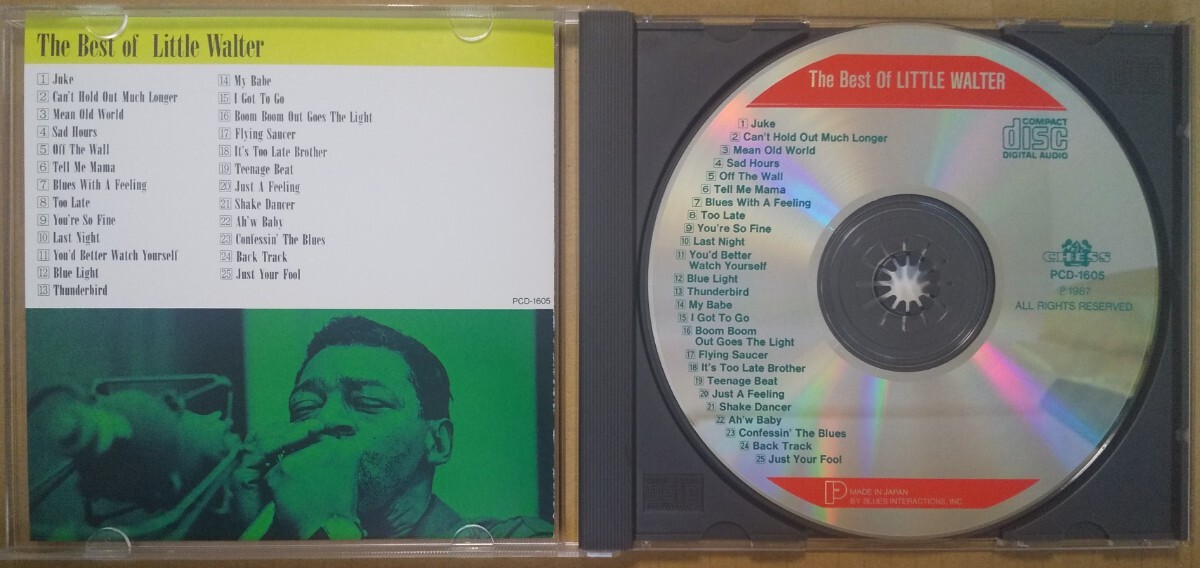 The Best of Little Walter
1 Juke
2 Can't Hold Out Much Longer
3 Mean Old World
4 Sad Hours
5 Off The Wall
6 Tell Me Mama
7 Blues With A Feeling
8 Too Late
9 You're So Fine
10 Last Night
11 You'd Better Watch Yourself
12 Blue Light
13 Thunderbird
14 My Babe
15 I Got To Go
16 Boom Boom Out Goes The Light
17 Flying Saucer
18 It's Too Late Brother
19 Teenage Beat
20 Just A Feeling
21 Shake Dancer
22 Ah'w Baby
23 Confessin' The Blues
24 Back Track
25 Just Your Fool
PCD-1605
The Best Of LITTLE WALTER
1 Juke
2 Can't Hold Out Much Longer
3 Mean Old World
4 Sad Hours
5 Off The Wall
6 Tell Me Mama
7 Blues With A Feeling
8 Too Late
9 You're So Fine
10 Last Night
11 You'd Better
Watch Yourself
12 Blue Light
13 Thunderbird
14 My Babe
15 I Got To Go
16 Boom Boom
Out Goes The Light
17 Flying Saucer
18 It's Too Late Brother
19 Teenage Beat
20 Just A Feeling
21 Shake Dancer
22 Ah'w Baby
23 Confessin' The Blues
24 Back Track
25 Just Your Fool
COMPACT
disc
DIGITAL AUDIO
CHESS
PCD-1605
℗1987
ALL RIGHTS RESERVED.
P
MADE IN JAPAN
BY BLUES INTERACTIONS, INC.